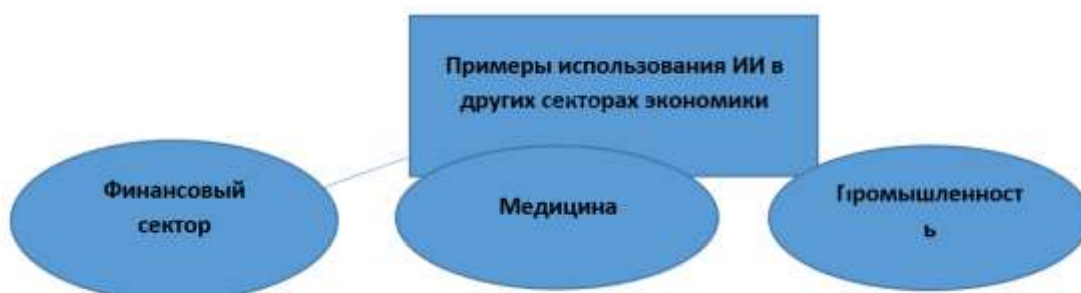 Примеры использования ИИ в
других секторах экономики
Финансовый
сектор
Медицина
Промышленност
ь